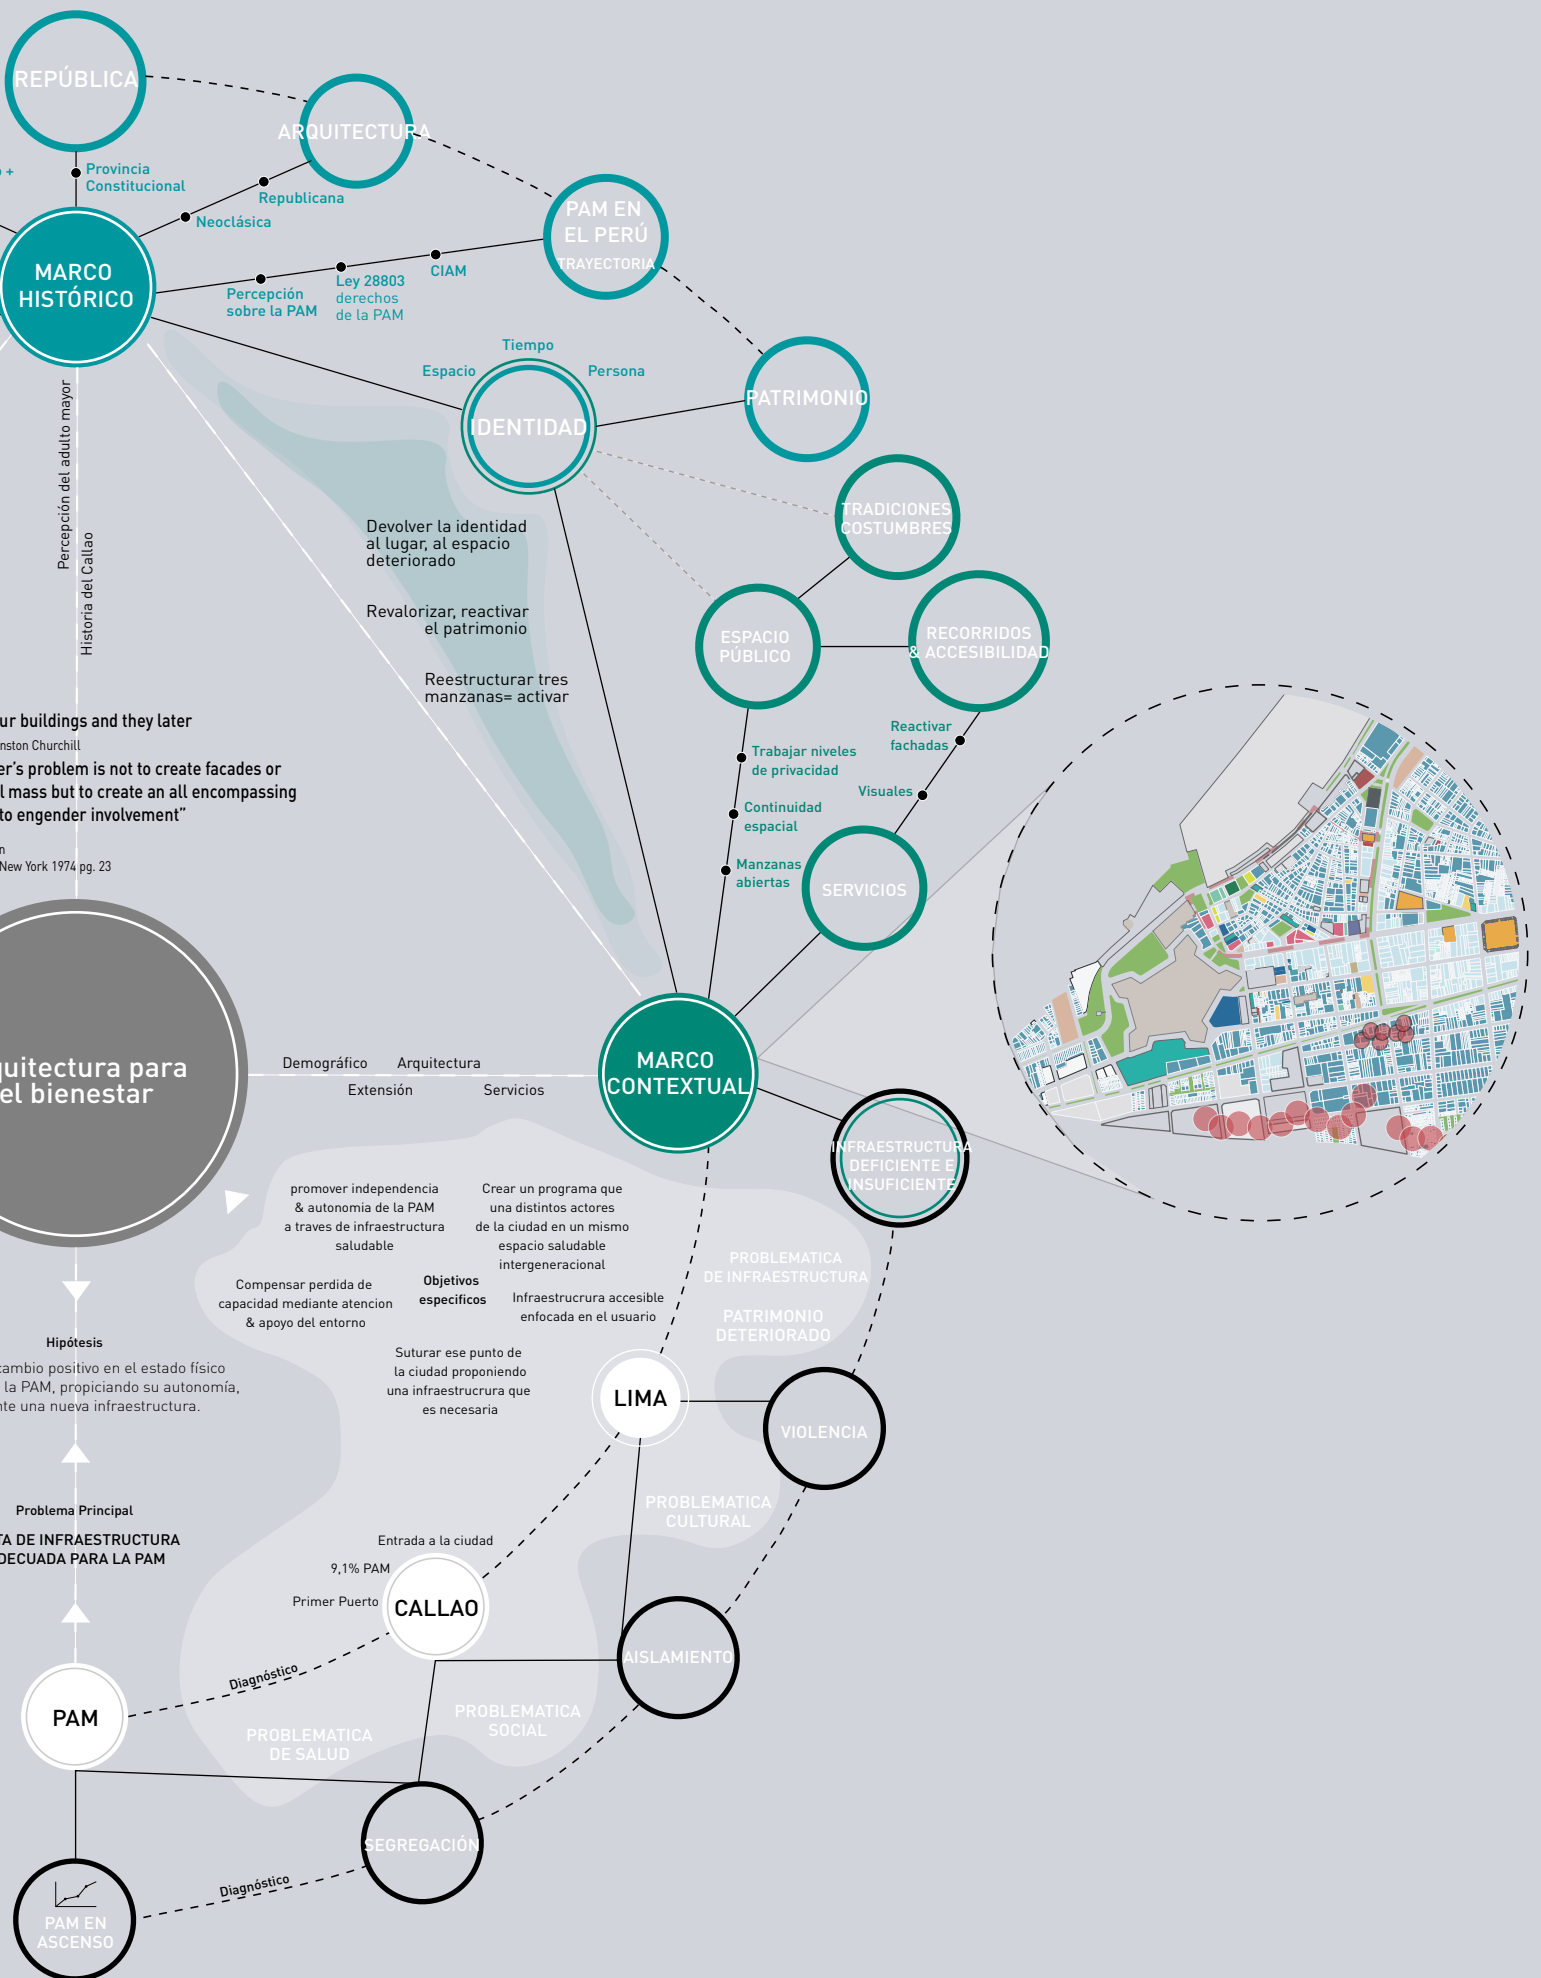 REPÚBLICA
ARQUITECTURA
+
Provincia
Constitucional
Republicana
Neoclásica
PAM EN
EL PERÚ
TRAYECTORIA
MARCO
HISTÓRICO
CIAM
Ley 28803
derechos
de la PAM
Percepción
sobre la PAM
Tiempo
Espacio
Persona
IDENTIDAD
PATRIMONIO
Percepción del adulto mayor
Historia del Callao
TRADICIONES
COSTUMBRES
Devolver la identidad
al lugar, al espacio
deteriorado
Revalorizar, reactivar
el patrimonio
Reestructurar tres
manzanas= activar
ESPACIO
PÚBLICO
RECORRIDOS
& ACCESIBILIDAD
Reactivar
fachadas
Visuales
Trabajar niveles
de privacidad
Continuidad
espacial
Manzanas
abiertas
SERVICIOS
ur buildings and they later
nston Churchill
er's problem is not to create facades or
l mass but to create an all encompassing
to engender involvement”
n
New York 1974 pg. 23
quitectura para
el bienestar
Demográfico
Arquitectura
Extensión
Servicios
MARCO
CONTEXTUAL
INFRAESTRUCTURA
DEFICIENTE E
INSUFICIENTE
promover independencia
& autonomia de la PAM
a traves de infraestructura
saludable
Crear un programa que
una distintos actores
de la ciudad en un mismo
espacio saludable
intergeneracional
Compensar perdida de
capacidad mediante atencion
& apoyo del entorno
Objetivos
especificos
Infraestrucrura accesible
enfocada en el usuario
Suturar ese punto de
la ciudad proponiendo
una infraestrucrura que
es necesaria
PROBLEMATICA
DE INFRAESTRUCTURA
PATRIMONIO
DETERIORADO
Hipótesis
cambio positivo en el estado físico
la PAM, propiciando su autonomía,
nte una nueva infraestructura.
LIMA
VIOLENCIA
PROBLEMATICA
CULTURAL
Problema Principal
TA DE INFRAESTRUCTURA
DECUADA PARA LA PAM
Entrada a la ciudad
9,1% PAM
Primer Puerto
CALLAO
AISLAMIENTO
Diagnóstico
PAM
PROBLEMATICA
SOCIAL
PROBLEMATICA
DE SALUD
SEGREGACIÓN
Diagnóstico
PAM EN
ASCENSO